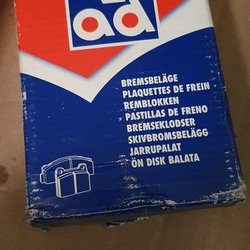 ad
BREMSBELÄGE
PLAQUETTES DE FREIN
REMBLOKKEN
PASTILLAS DE FRENO
BREMSEKLODSER
SKIVBROMSBELÄGG
JARRUPALAT
ÖN DISK BALATA